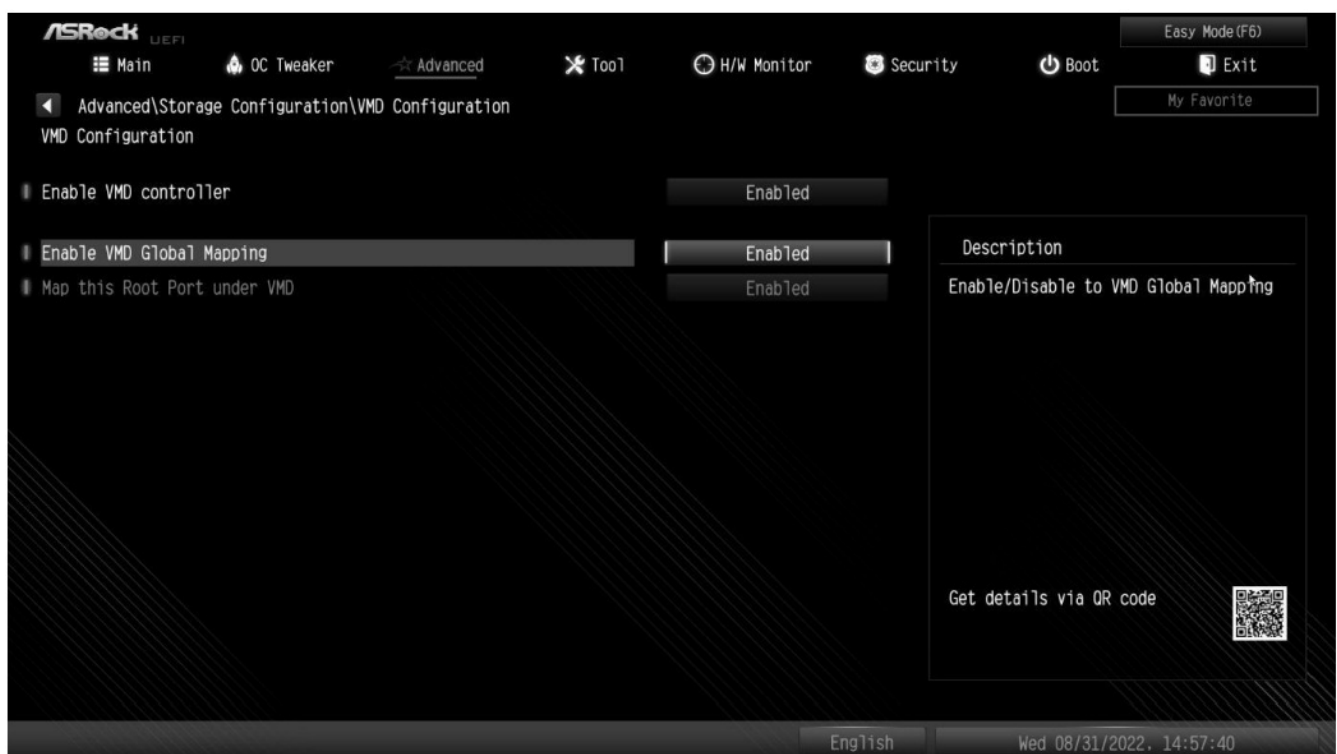 ASRock UEFI
Easy Mode(F6)
Main OC Tweaker Advanced Tool H/W Monitor Security Boot Exit
Advanced\Storage Configuration\VMD Configuration
My Favorite
VMD Configuration
Enable VMD controller Enabled
Enable VMD Global Mapping Enabled
Map this Root Port under VMD Enabled
Description
Enable/Disable to VMD Global Mapping
Get details via QR code
English Wed 08/31/2022. 14:57:40